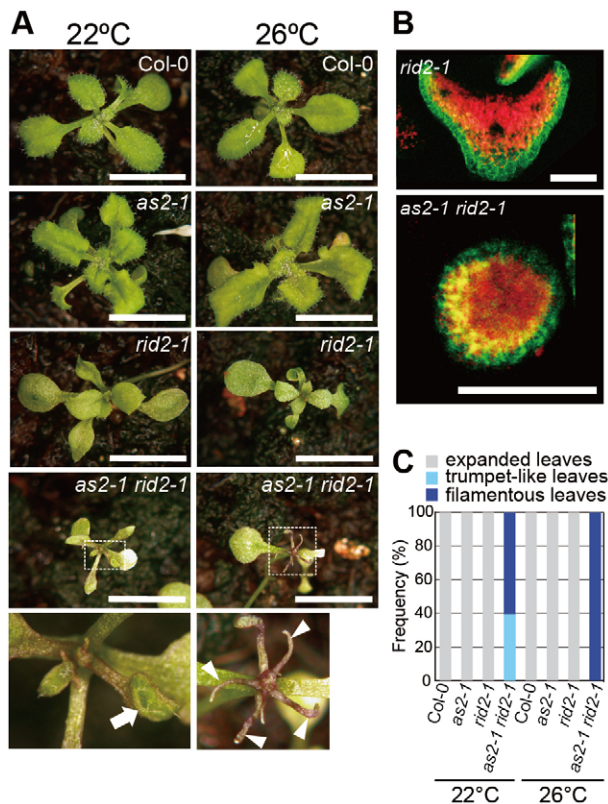 A
22°C
26°C
Col-0
Col-0
as2-1
as2-1
rid2-1
rid2-1
as2-1 rid2-1
as2-1 rid2-1
B
rid2-1
as2-1 rid2-1
C
expanded leaves
trumpet-like leaves
filamentous leaves
Frequency (%)
100
80
60
40
20
0
Col-0
as2-1
rid2-1
as2-1 rid2-1
Col-0
as2-1
rid2-1
as2-1 rid2-1
22°C
26°C